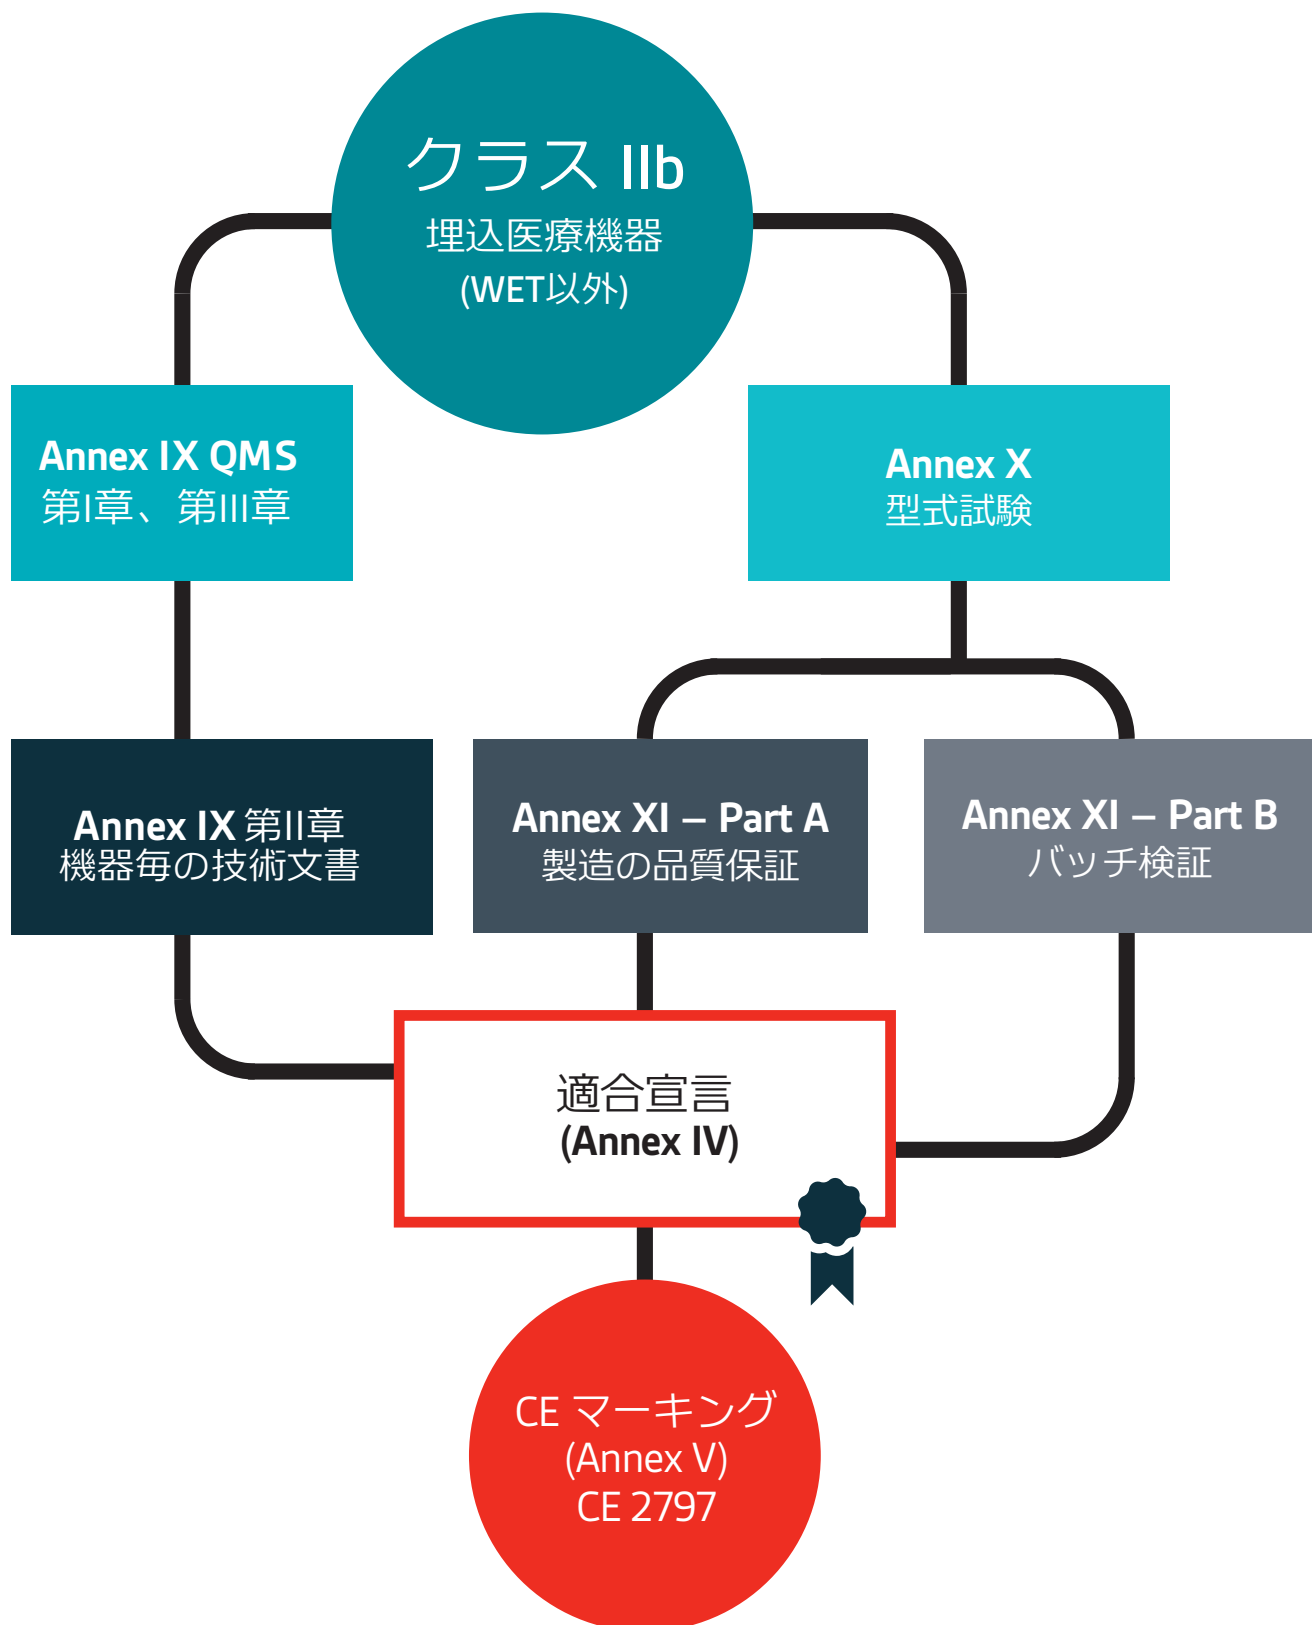 クラス IIb
埋込医療機器
(WET以外)
Annex IX QMS
第I章、第III章
Annex X
型式試験
Annex IX 第II章
機器毎の技術文書
Annex XI – Part A
製造の品質保証
Annex XI – Part B
バッチ検証
適合宣言
(Annex IV)
CE マーキング
(Annex V)
CE 2797